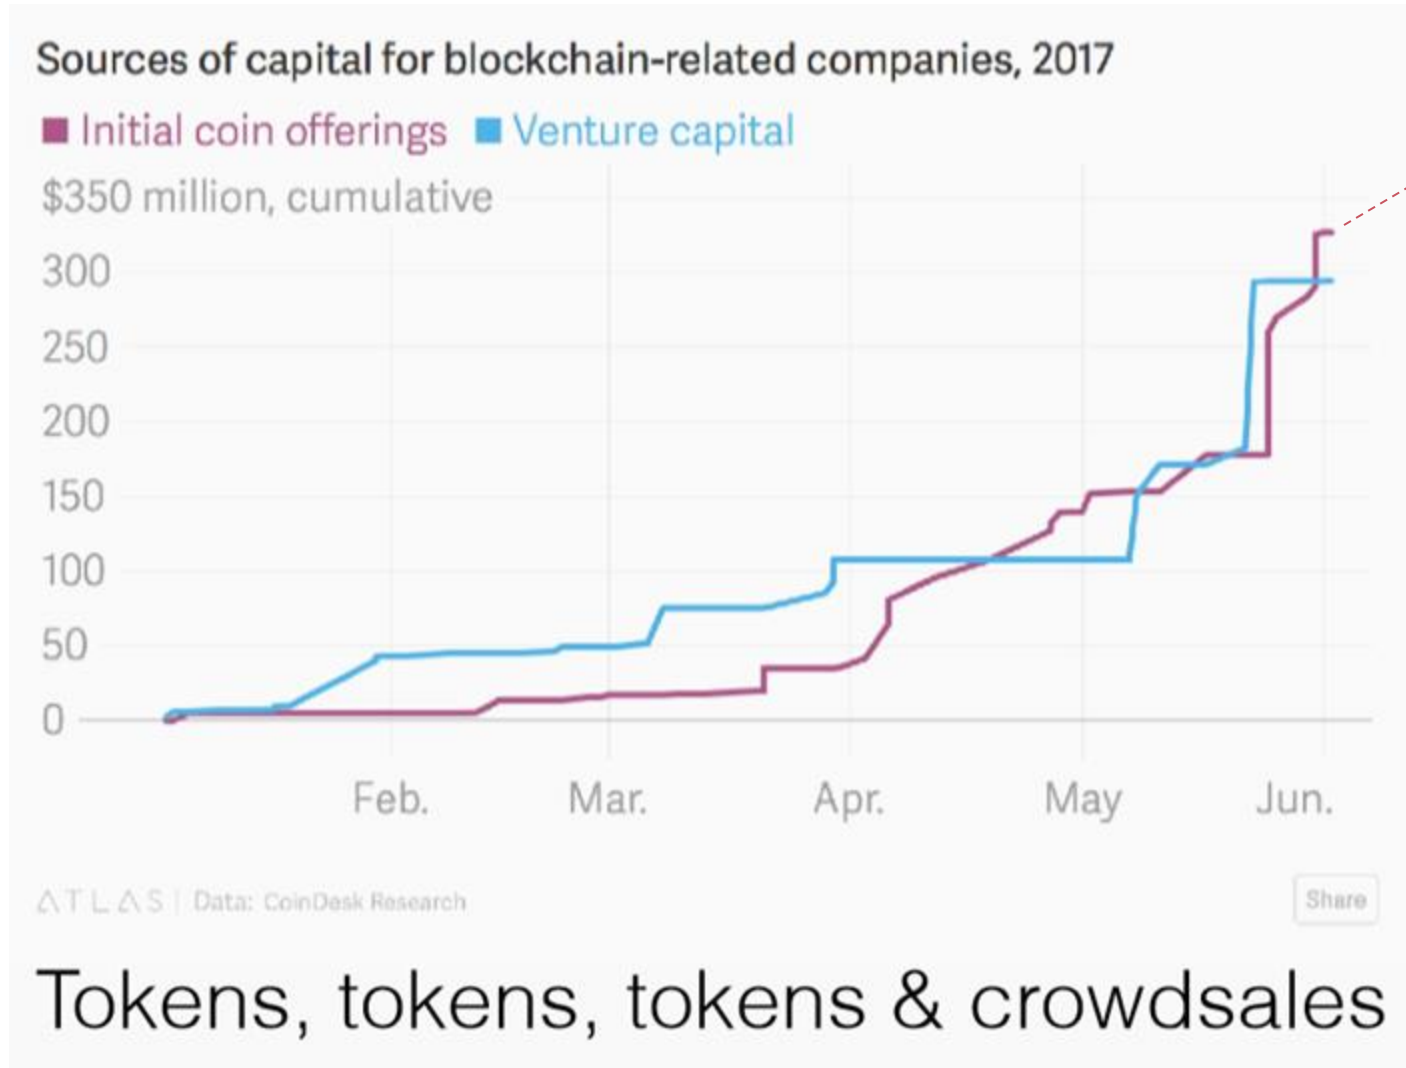 Sources of capital for blockchain-related companies, 2017
Initial coin offerings Venture capital
$350 million, cumulative
300
250
200
150
100
50
0
Feb. Mar. Apr. May Jun.
ATLAS | Data: CoinDesk Research Share
Tokens, tokens, tokens & crowdsales